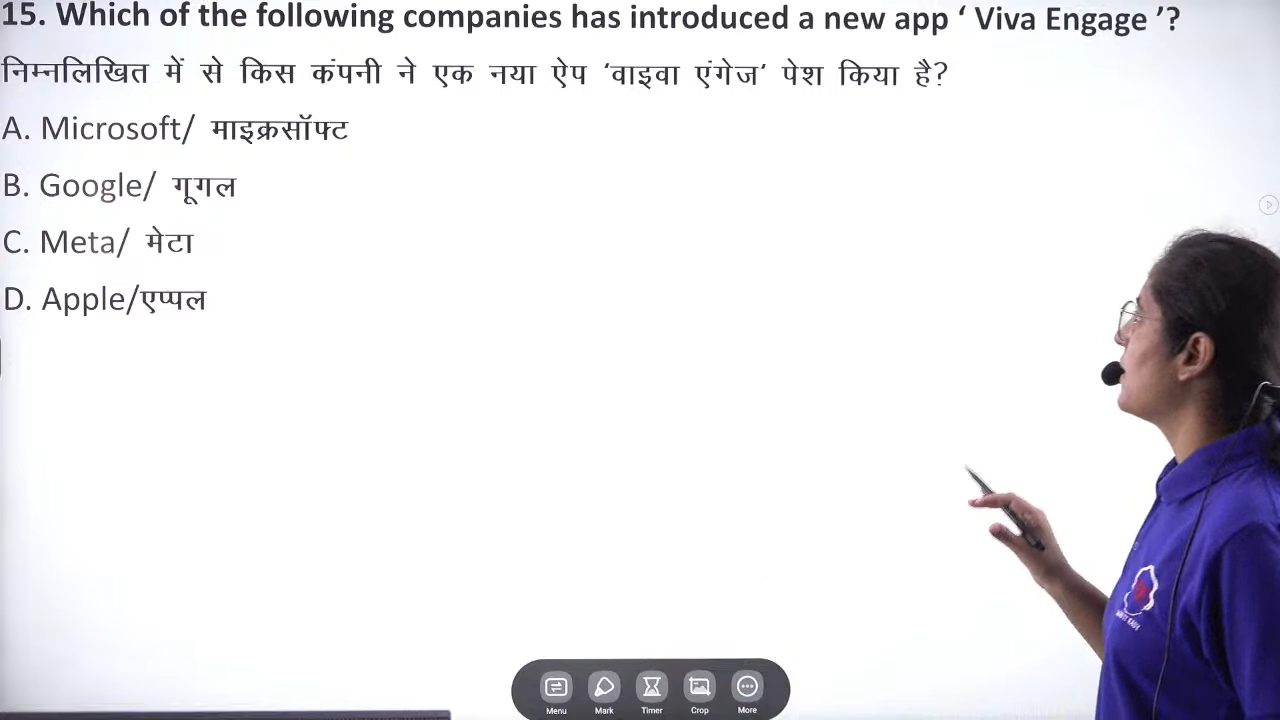 15. Which of the following companies has introduced a new app ‘ Viva Engage ’?
निम्नलिखित में से किस कंपनी ने एक नया ऐप ‘वाइवा एंगेज‘ पेश किया है?
A. Microsoft/ माइक्रसॉफ्ट
B. Google/ गूगल
C. Meta/ मेटा
D. Apple/एप्पल
Menu Mark Timer Crop More